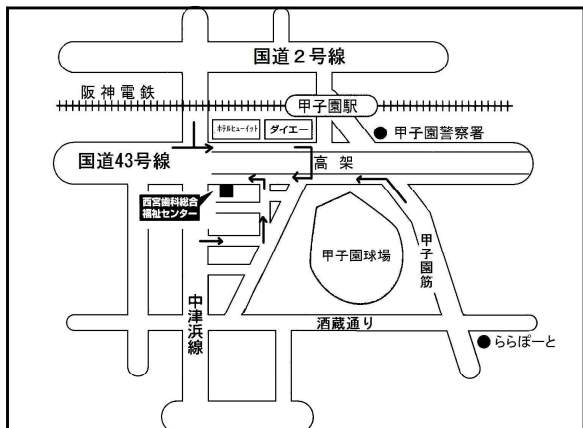 国道2号線
阪神電鉄
甲子園駅
ホテルヒューイット
ダイエー
甲子園警察署
国道43号線
高架
西宮歯科総合
福祉センター
甲子園球場
甲子園筋
中津浜線
酒蔵通り
ららぽーと